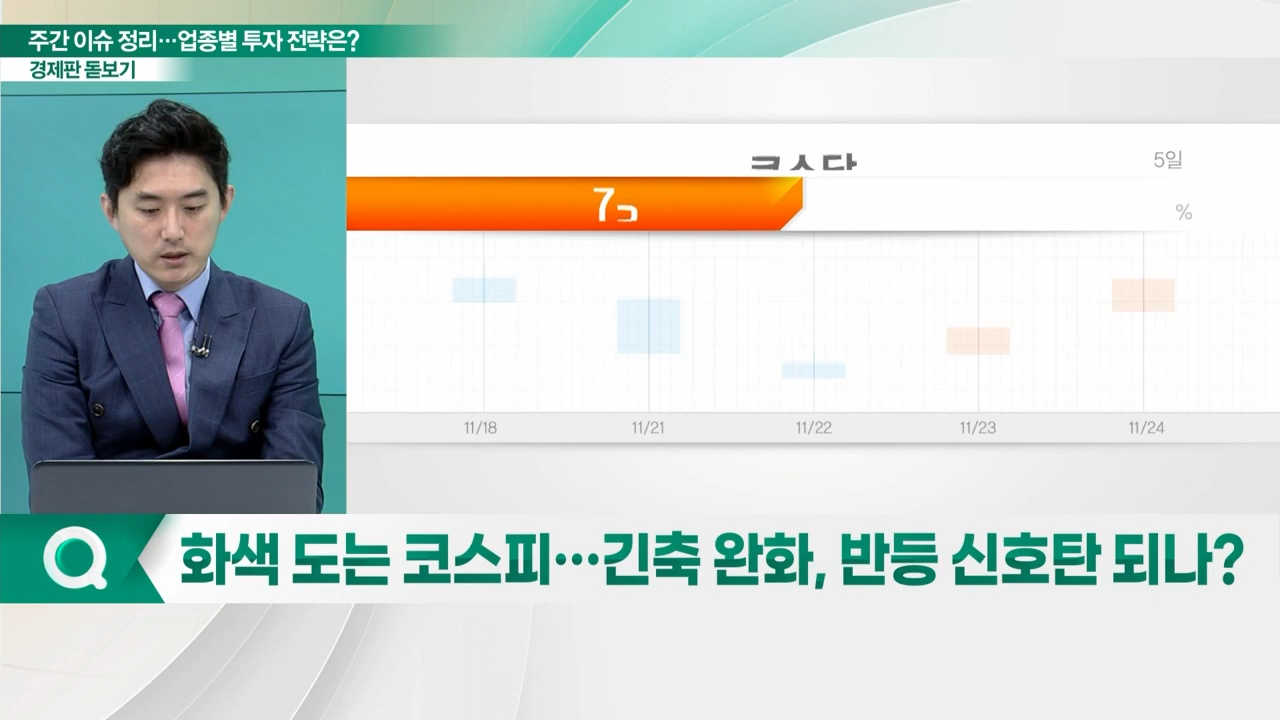 주간 이슈 정리…업종별 투자 전략은?
경제판 돋보기
5일
%
11/18
11/21
11/22
11/23
11/24
화색 도는 코스피…긴축 완화, 반등 신호탄 되나?